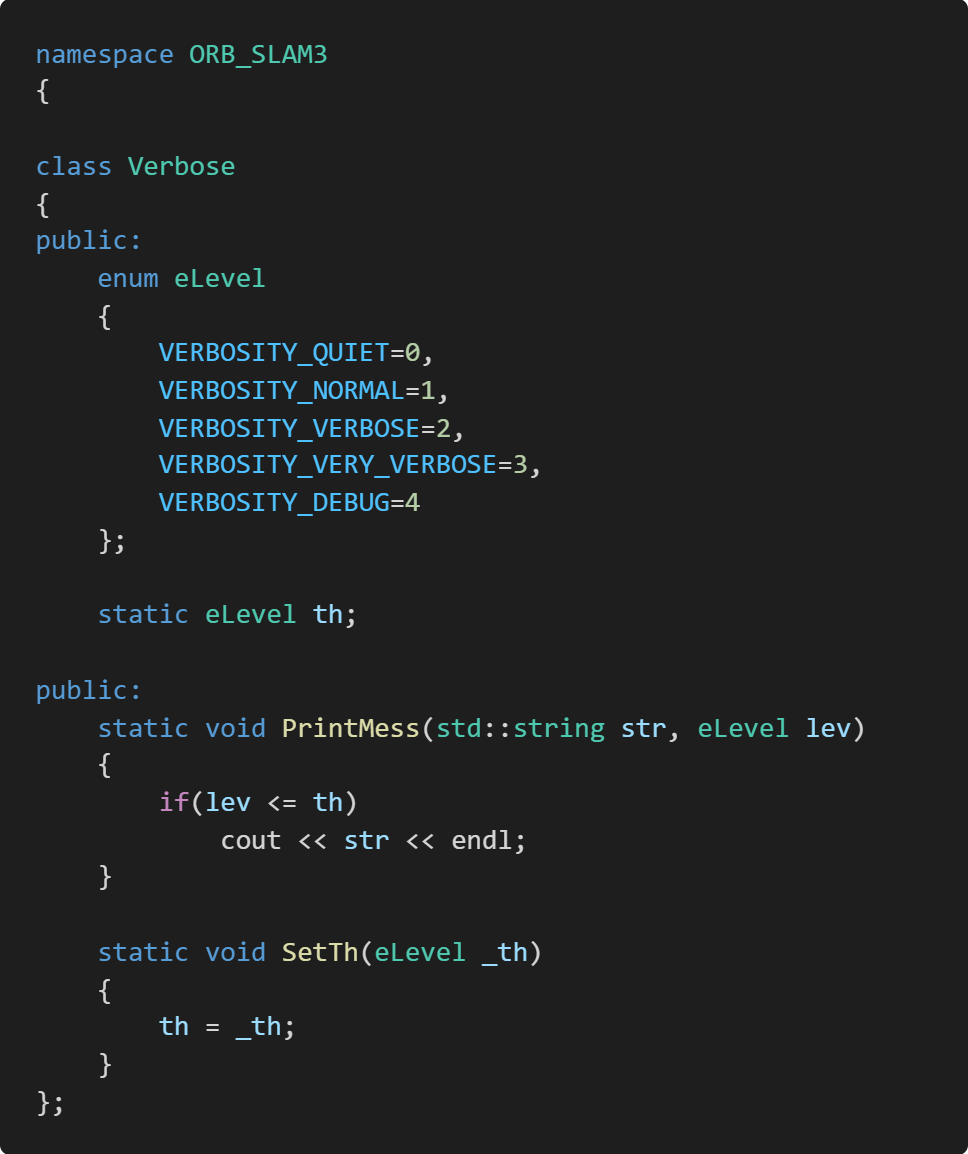 namespace ORB_SLAM3
{
class Verbose
{
public:
    enum eLevel
    {
        VERBOSITY_QUIET=0,
        VERBOSITY_NORMAL=1,
        VERBOSITY_VERBOSE=2,
        VERBOSITY_VERY_VERBOSE=3,
        VERBOSITY_DEBUG=4
    };
    static eLevel th;
public:
    static void PrintMess(std::string str, eLevel lev)
    {
        if(lev <= th)
            cout << str << endl;
    }
    static void SetTh(eLevel _th)
    {
        th = _th;
    }
};